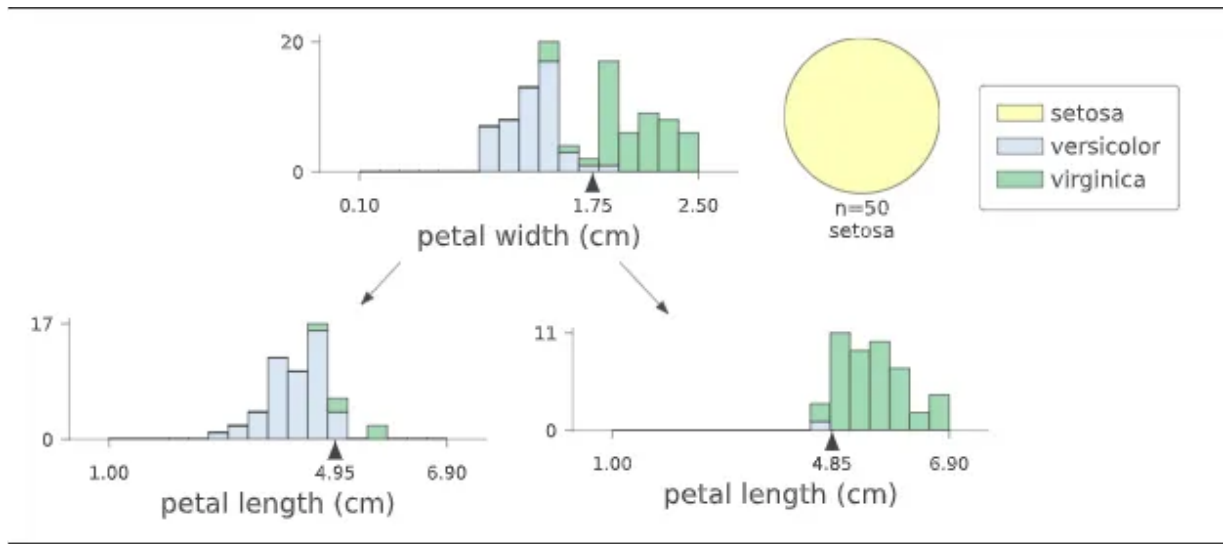 20
0
0.10 1.75 2.50
petal width (cm)
n=50
setosa
setosa
versicolor
virginica
17
0
1.00 4.95 6.90
petal length (cm)
11
0
1.00 4.85 6.90
petal length (cm)